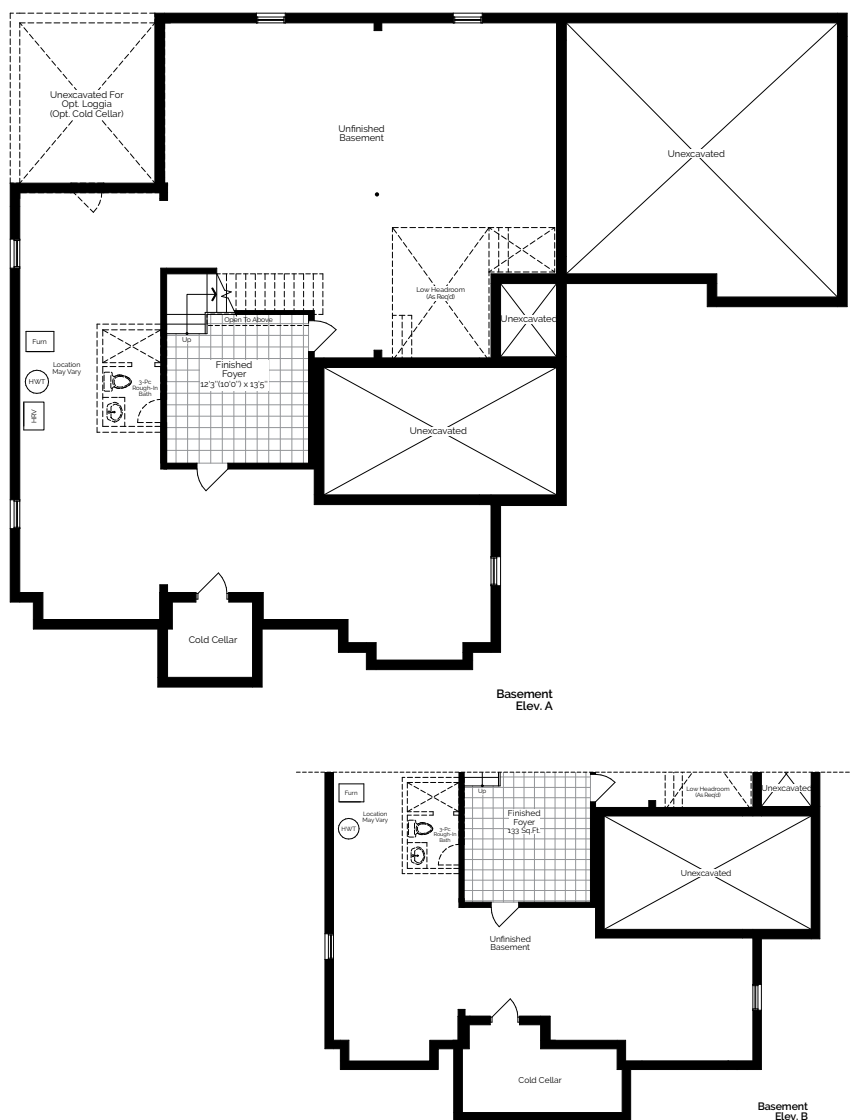 Unexcavated For
Opt. Loggia
(Opt. Cold Cellar)
Unfinished
Basement
Unexcavated
Low Headroom
(As Req'd)
Unexcavated
Open To Above
Up
Furn
Location
May Vary
HWT
HRV
3-Pc
Rough-In
Bath
Finished
Foyer
12'3"(10'0") x 13'5"
Unexcavated
Cold Cellar
Basement
Elev. A
Furn
Location
May Vary
HWT
3-Pc
Rough-In
Bath
Up
Finished
Foyer
133 Sq.Ft.
Low Headroom
(As Req'd)
Unexcavated
Unexcavated
Unfinished
Basement
Cold Cellar
Basement
Elev. B